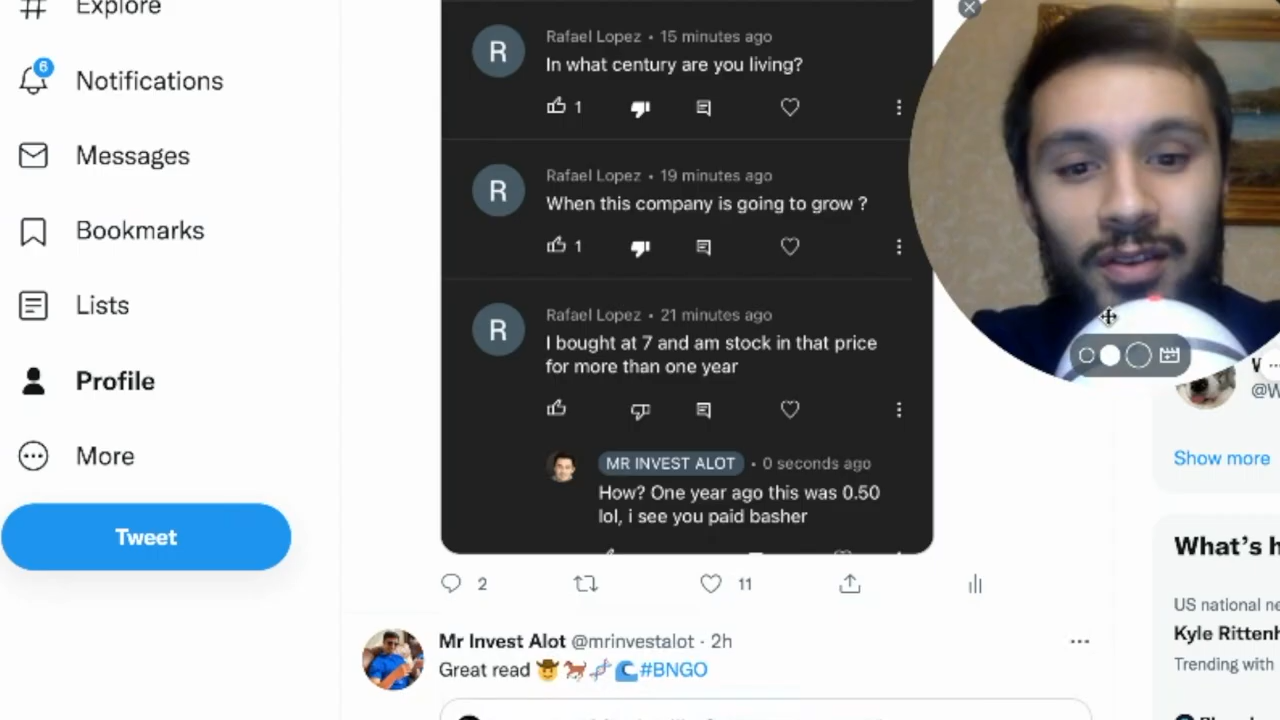 Explore
6
Notifications
Messages
Bookmarks
Lists
Profile
More
Tweet
R
Rafael Lopez • 15 minutes ago
In what century are you living?
1
R
Rafael Lopez • 19 minutes ago
When this company is going to grow ?
1
R
Rafael Lopez • 21 minutes ago
I bought at 7 and am stock in that price
for more than one year
MR INVEST ALOT • 0 seconds ago
How? One year ago this was 0.50
lol, i see you paid basher
2
11
Mr Invest Alot @mrinvestalot · 2h
Great read 🤠🐎🧬🌊#BNGO
Show more
What's h
US national ne
Kyle Rittenh
Trending with